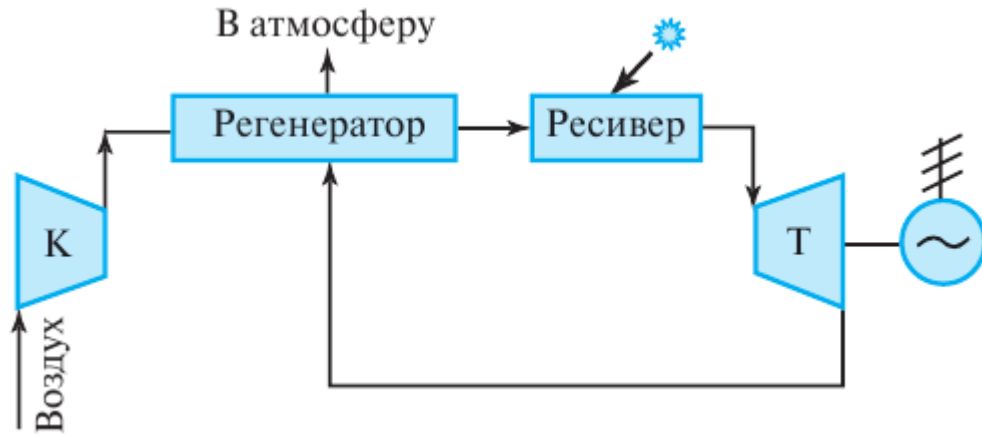 В атмосферу
Регенератор
Ресивер
К
Т
Воздух